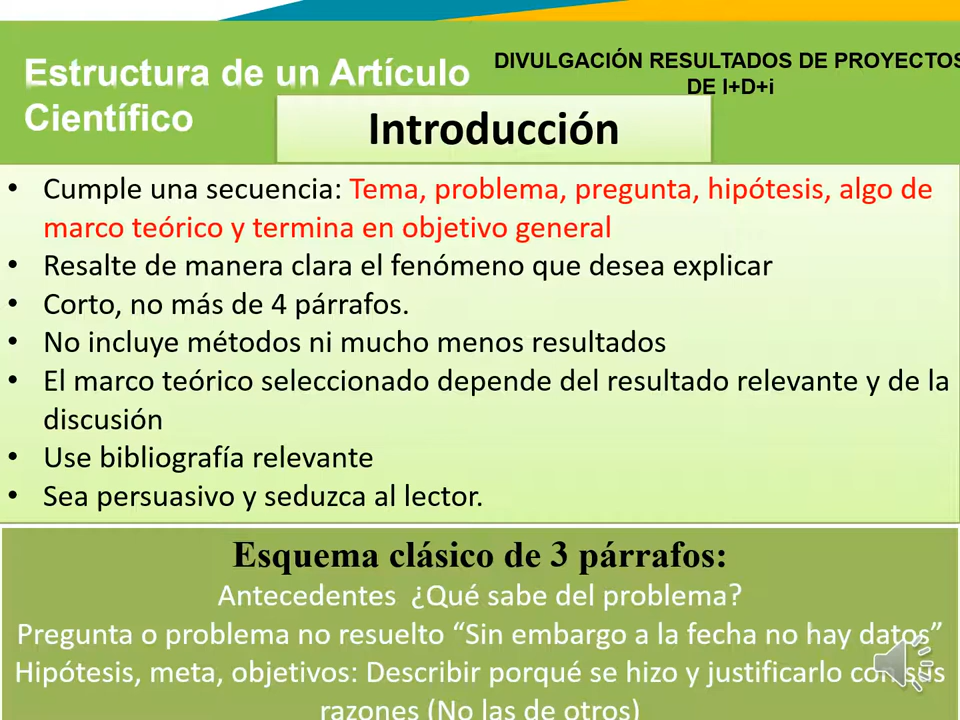 Estructura de un Artículo
Científico
DIVULGACIÓN RESULTADOS DE PROYECTOS
DE I+D+i
Introducción
• Cumple una secuencia: Tema, problema, pregunta, hipótesis, algo de
marco teórico y termina en objetivo general
• Resalte de manera clara el fenómeno que desea explicar
• Corto, no más de 4 párrafos.
• No incluye métodos ni mucho menos resultados
• El marco teórico seleccionado depende del resultado relevante y de la
discusión
• Use bibliografía relevante
• Sea persuasivo y seduzca al lector.
Esquema clásico de 3 párrafos:
Antecedentes ¿Qué sabe del problema?
Pregunta o problema no resuelto “Sin embargo a la fecha no hay datos”
Hipótesis, meta, objetivos: Describir porqué se hizo y justificarlo con sus
razones (No las de otros)